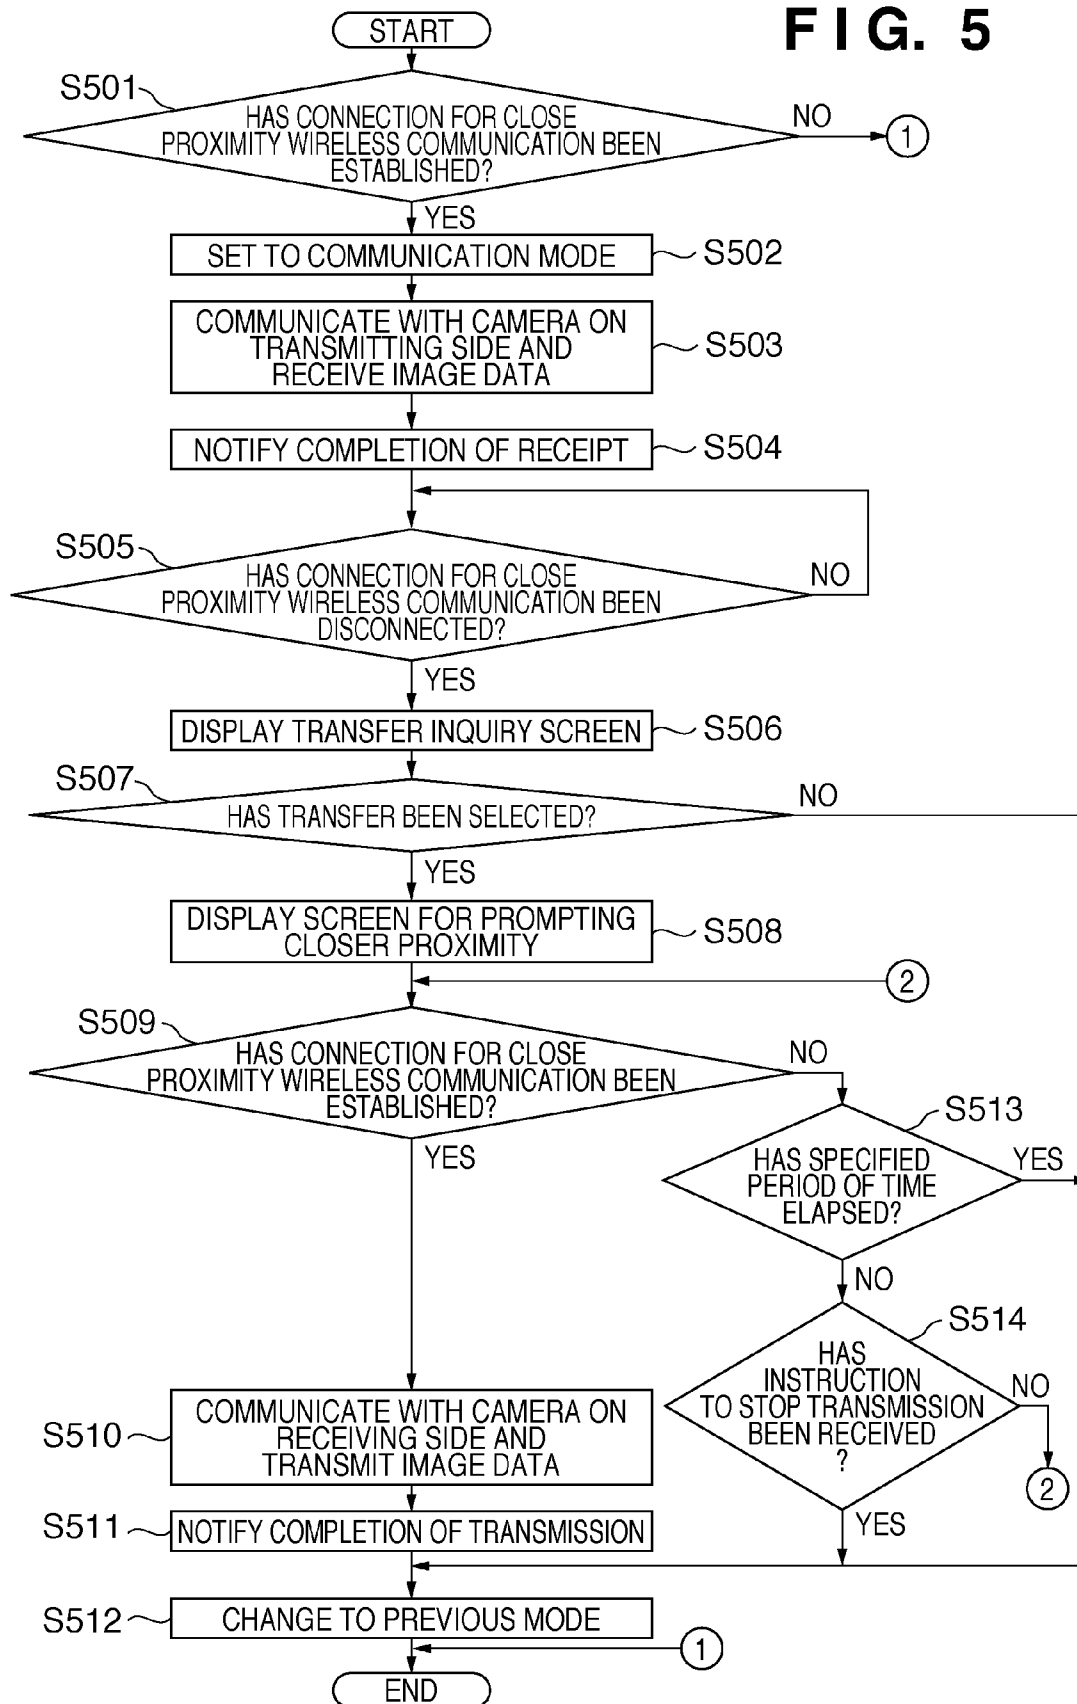 FIG. 5
START
S501
HAS CONNECTION FOR CLOSE
PROXIMITY WIRELESS COMMUNICATION BEEN
ESTABLISHED?
NO
1
YES
SET TO COMMUNICATION MODE
S502
COMMUNICATE WITH CAMERA ON
TRANSMITTING SIDE AND
RECEIVE IMAGE DATA
S503
NOTIFY COMPLETION OF RECEIPT
S504
S505
HAS CONNECTION FOR CLOSE
PROXIMITY WIRELESS COMMUNICATION BEEN
DISCONNECTED?
NO
YES
DISPLAY TRANSFER INQUIRY SCREEN
S506
S507
HAS TRANSFER BEEN SELECTED?
NO
YES
DISPLAY SCREEN FOR PROMPTING
CLOSER PROXIMITY
S508
2
S509
HAS CONNECTION FOR CLOSE
PROXIMITY WIRELESS COMMUNICATION BEEN
ESTABLISHED?
NO
YES
S513
HAS SPECIFIED
PERIOD OF TIME
ELAPSED?
YES
NO
S514
HAS
INSTRUCTION
TO STOP TRANSMISSION
BEEN RECEIVED
?
NO
2
YES
S510
COMMUNICATE WITH CAMERA ON
RECEIVING SIDE AND
TRANSMIT IMAGE DATA
S511
NOTIFY COMPLETION OF TRANSMISSION
S512
CHANGE TO PREVIOUS MODE
1
END